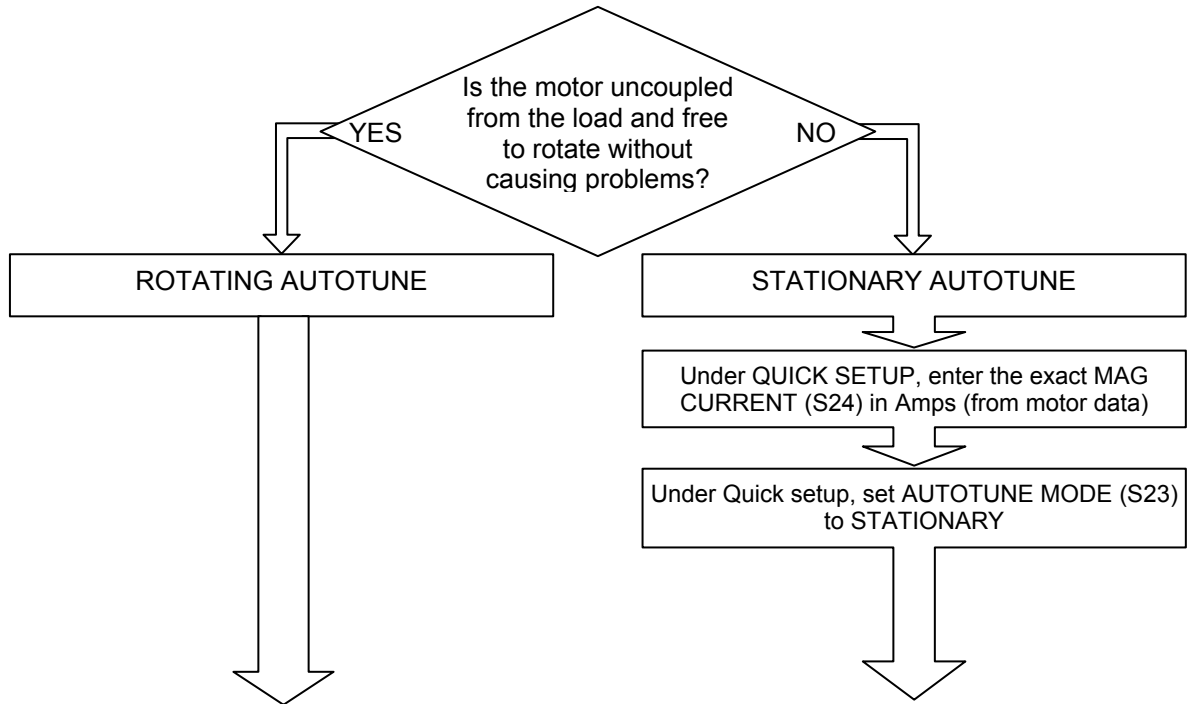 Is the motor uncoupled
from the load and free
to rotate without
causing problems?
YES
NO
ROTATING AUTOTUNE
STATIONARY AUTOTUNE
Under QUICK SETUP, enter the exact MAG
CURRENT (S24) in Amps (from motor data)
Under Quick setup, set AUTOTUNE MODE (S23)
to STATIONARY